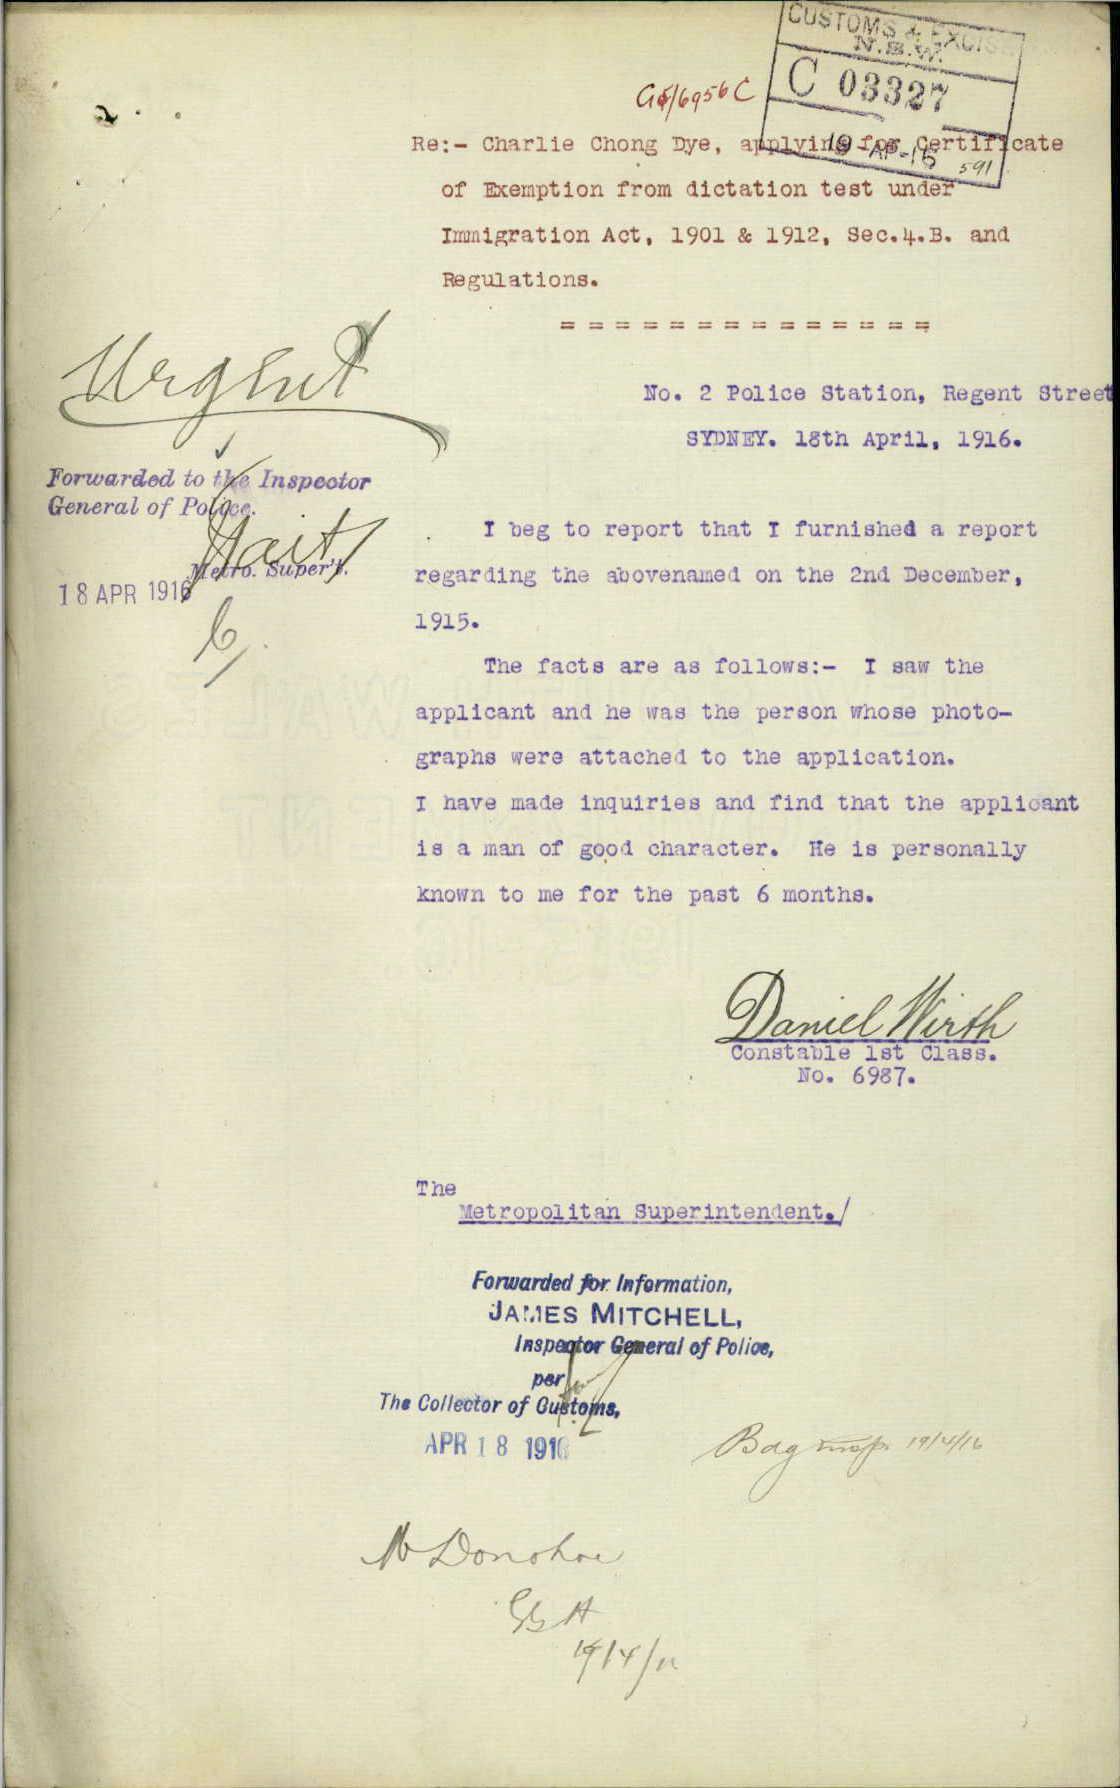 CUSTOMS & EXCISE
N.S.W.
C 03327
19 AP-16
591
Re:- Charlie Chong Dye, applying for Certificate
of Exemption from dictation test under
Immigration Act, 1901 & 1912, Sec.4.B. and
Regulations.
= = = = = = = = = = = = = =
Urgent
No. 2 Police Station, Regent Street
SYDNEY. 18th April, 1916.
Forwarded to the Inspector
General of Police.
Metro. Super't.
18 APR 1916
I beg to report that I furnished a report
regarding the abovenamed on the 2nd December,
1915.
The facts are as follows:- I saw the
applicant and he was the person whose photo-
graphs were attached to the application.
I have made inquiries and find that the applicant
is a man of good character. He is personally
known to me for the past 6 months.
Daniel Wirth
Constable 1st Class.
No. 6987.
The
Metropolitan Superintendent./
Forwarded for Information,
JAMES MITCHELL,
Inspector General of Police,
per
The Collector of Customs,
APR 18 1916
19/4/16
Mr Donohoe